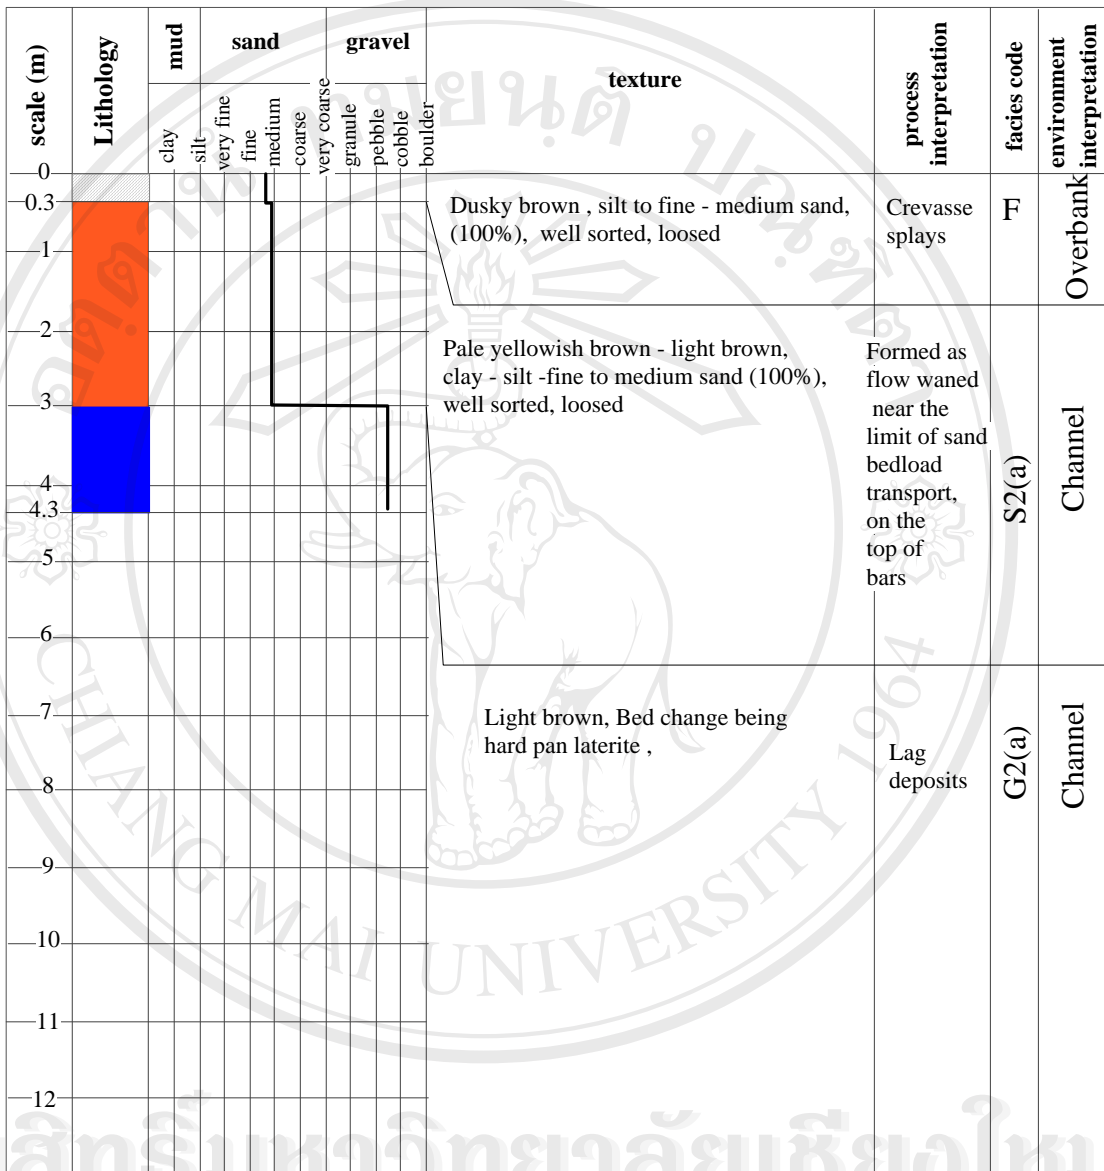 scale (m)
Lithology
mud
sand
gravel
clay
silt
very fine
fine
medium
coarse
very coarse
granule
pebble
cobble
boulder
texture
process
interpretation
facies code
environment
interpretation
0
0.3
1
2
3
4
4.3
5
6
7
8
9
10
11
12
Dusky brown , silt to fine - medium sand,
(100%), well sorted, loosed
Crevasse
splays
F
Overbank
Pale yellowish brown - light brown,
clay - silt -fine to medium sand (100%),
well sorted, loosed
Formed as
flow waned
near the
limit of sand
bedload
transport,
on the
top of
bars
S2(a)
Channel
Light brown, Bed change being
hard pan laterite ,
Lag
deposits
G2(a)
Channel
CHIANG MAI UNIVERSITY 1964